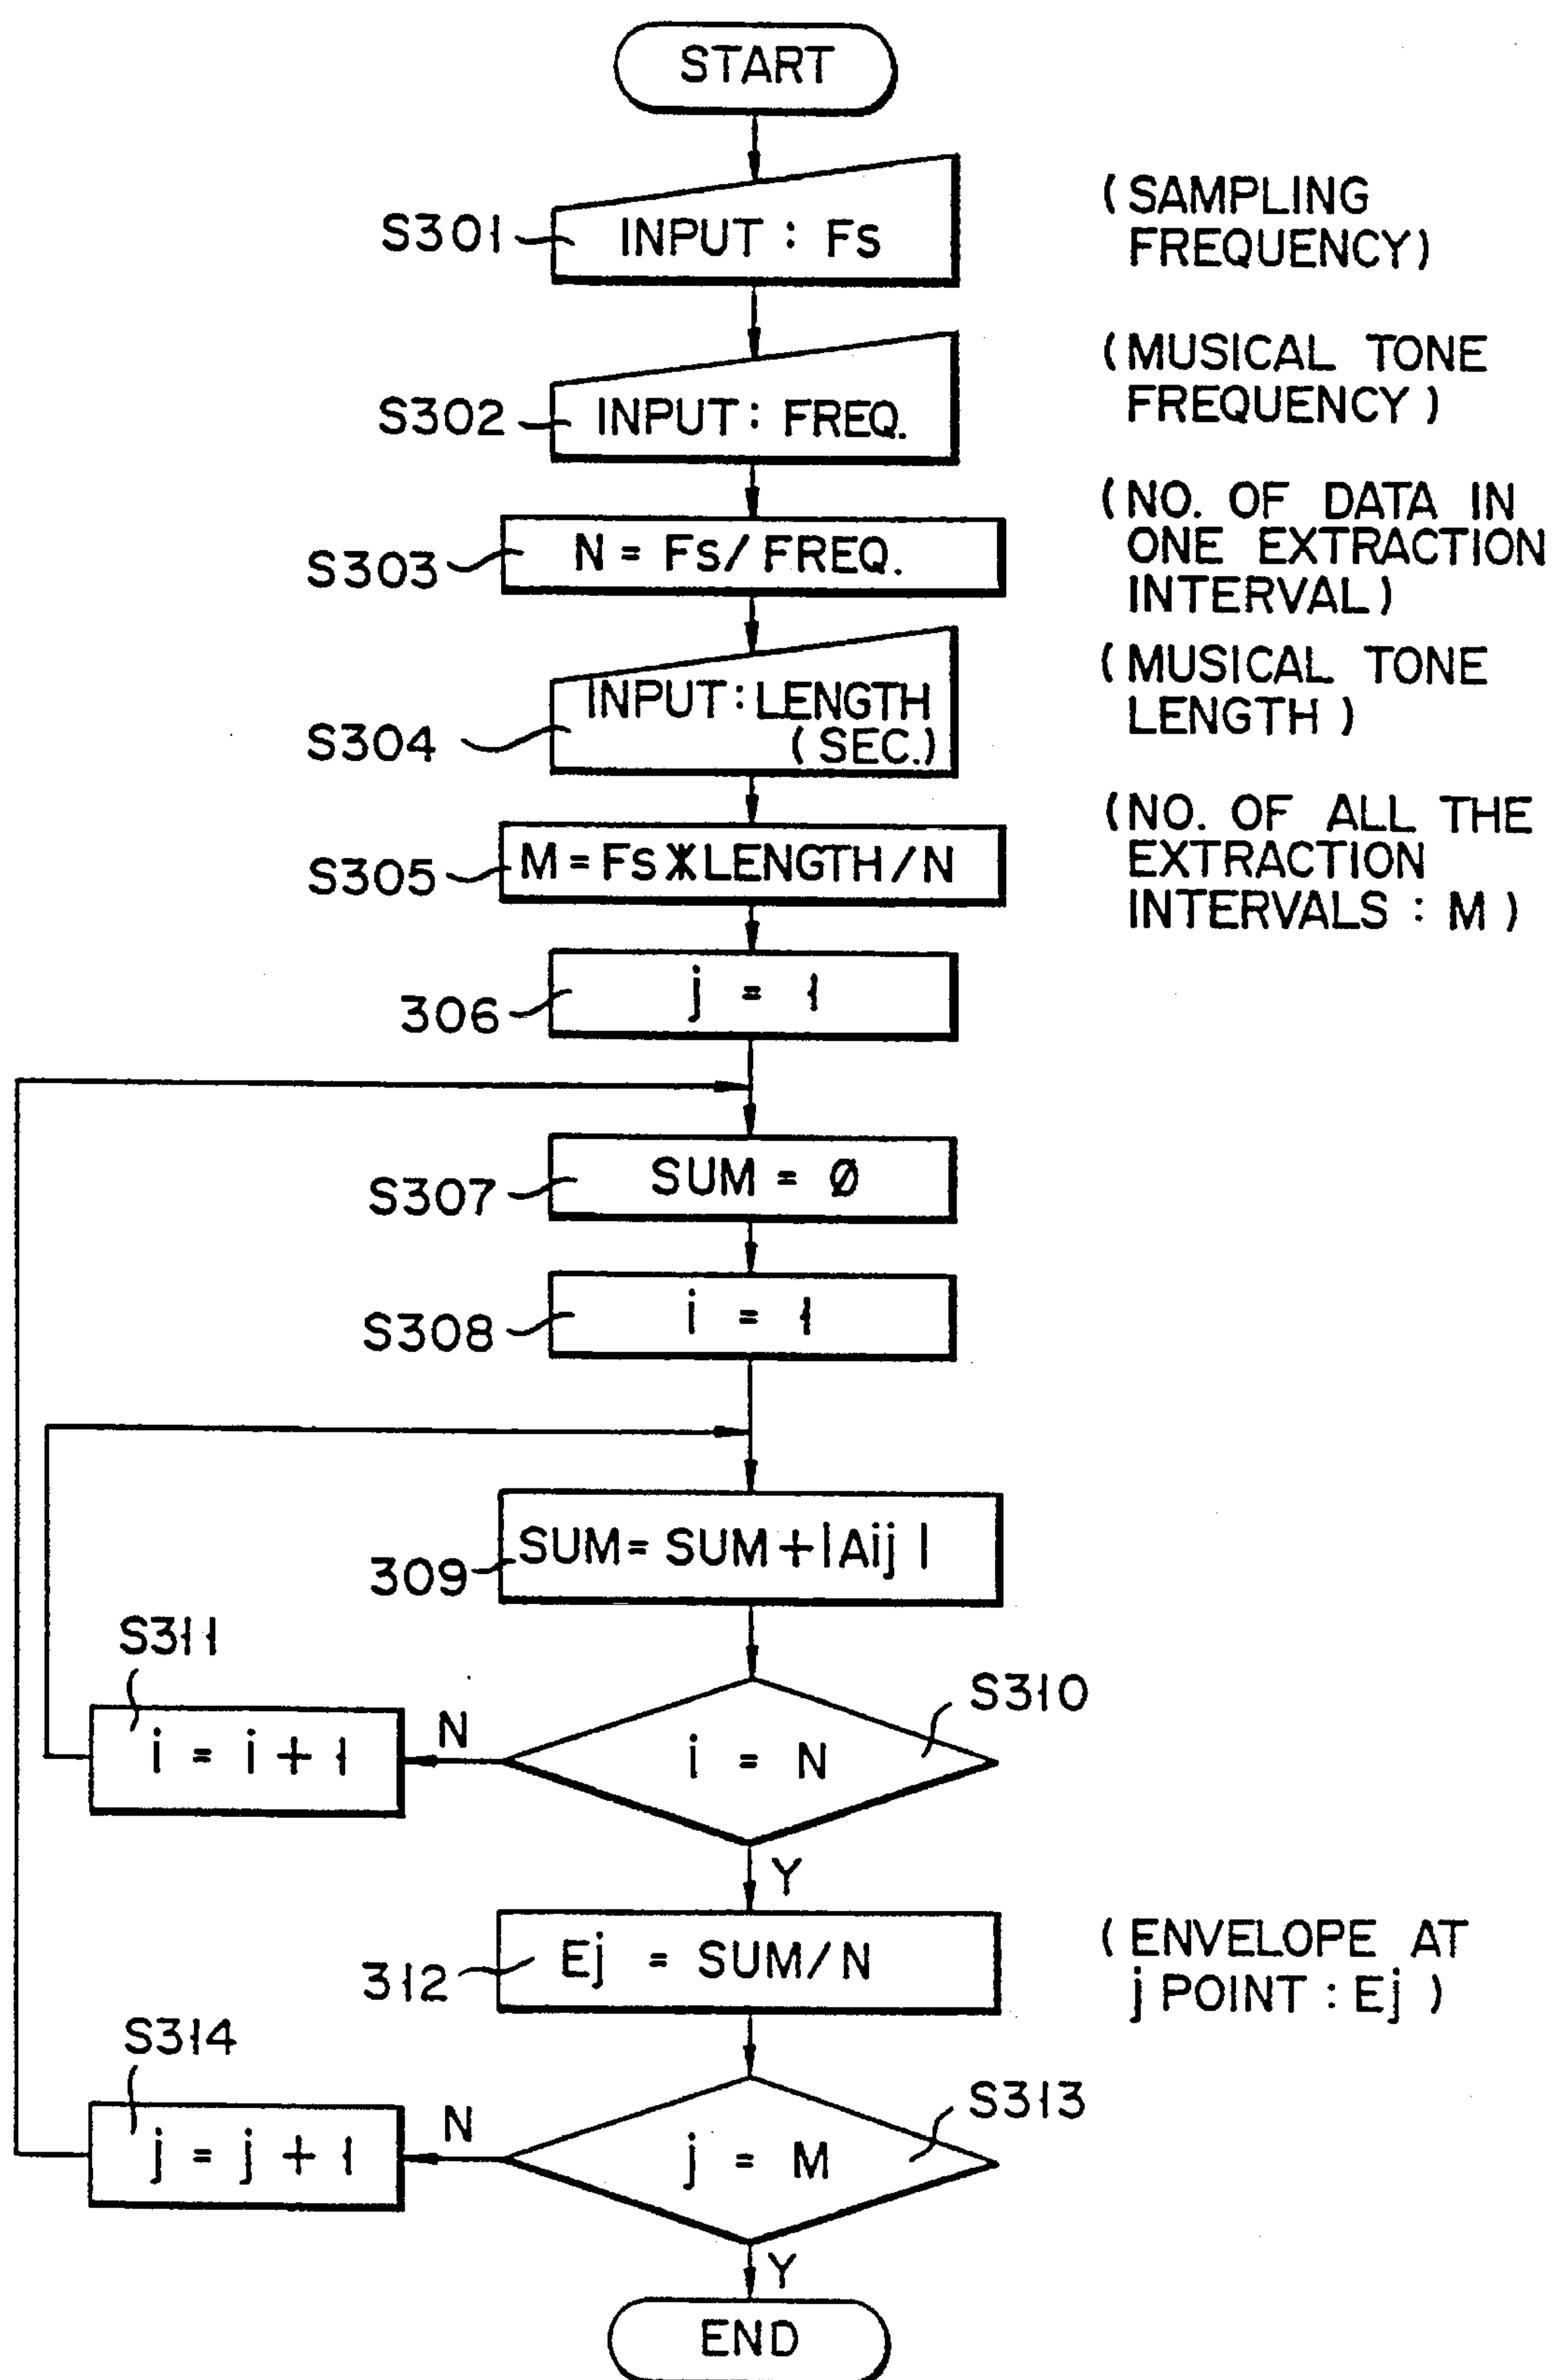 START
S301
INPUT : Fs
(SAMPLING
FREQUENCY)
S302
INPUT : FREQ.
(MUSICAL TONE
FREQUENCY)
S303
N = Fs/ FREQ.
(NO. OF DATA IN
ONE EXTRACTION
INTERVAL)
S304
INPUT : LENGTH
(SEC.)
(MUSICAL TONE
LENGTH)
S305
M = Fs * LENGTH / N
(NO. OF ALL THE
EXTRACTION
INTERVALS : M)
306
j = 1
S307
SUM = Ø
S308
i = 1
309
SUM = SUM + |Aij|
S311
i = i + 1
N
S310
i = N
Y
312
Ej = SUM/N
(ENVELOPE AT
j POINT : Ej)
S314
j = j + 1
N
S313
j = M
Y
END